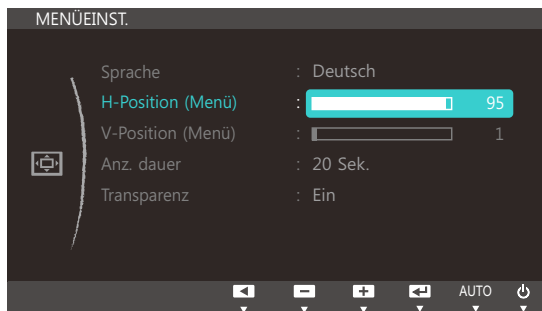 MENÜEINST.
Sprache : Deutsch
H-Position (Menü) : 95
V-Position (Menü) : 1
Anz. dauer : 20 Sek.
Transparenz : Ein
AUTO